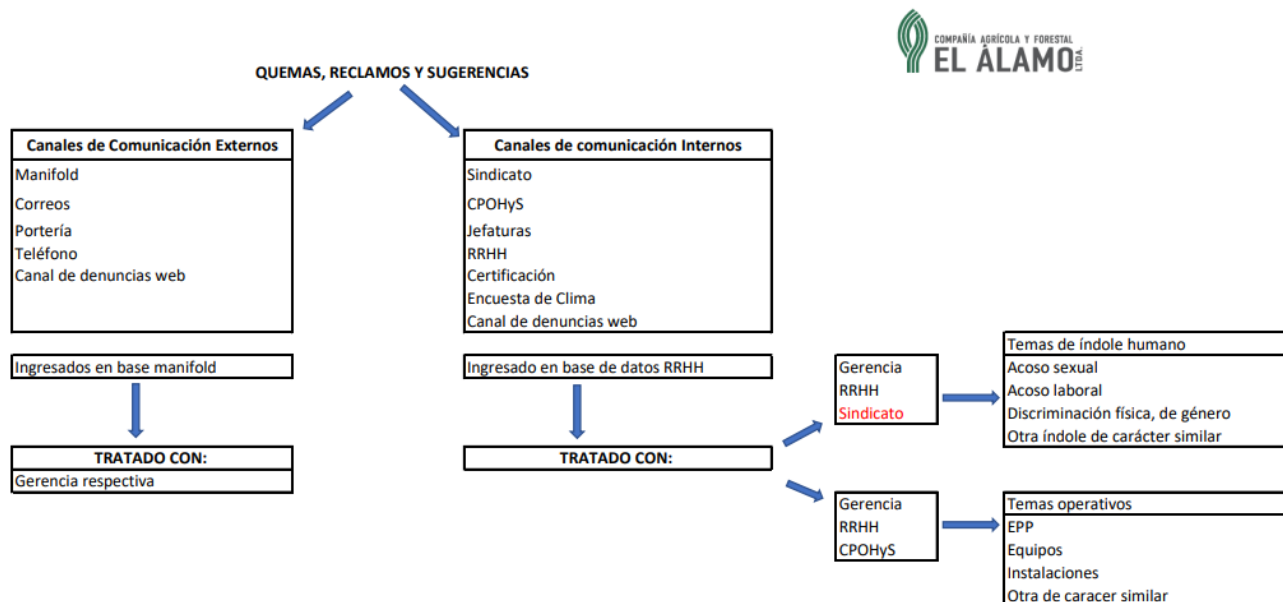 COMPAÑÍA AGRÍCOLA Y FORESTAL
EL ÁLAMO LTDA.
QUEMAS, RECLAMOS Y SUGERENCIAS
Canales de Comunicación Externos
Manifold
Correos
Portería
Teléfono
Canal de denuncias web
Ingresados en base manifold
TRATADO CON:
Gerencia respectiva
Canales de comunicación Internos
Sindicato
CPOHyS
Jefaturas
RRHH
Certificación
Encuesta de Clima
Canal de denuncias web
Ingresado en base de datos RRHH
TRATADO CON:
Gerencia
RRHH
Sindicato
Temas de índole humano
Acoso sexual
Acoso laboral
Discriminación física, de género
Otra índole de carácter similar
Gerencia
RRHH
CPOHyS
Temas operativos
EPP
Equipos
Instalaciones
Otra de caracer similar